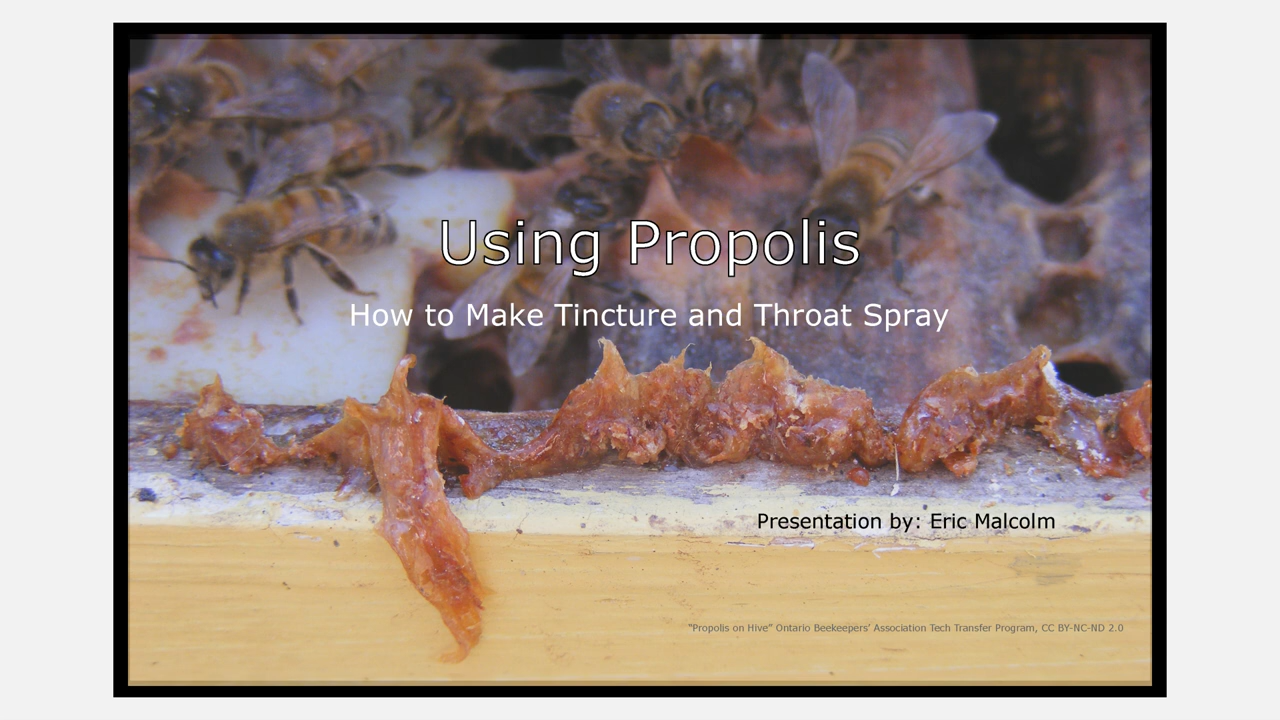 Using Propolis
How to Make Tincture and Throat Spray
Presentation by: Eric Malcolm
“Propolis on Hive” Ontario Beekeepers’ Association Tech Transfer Program, CC BY-NC-ND 2.0